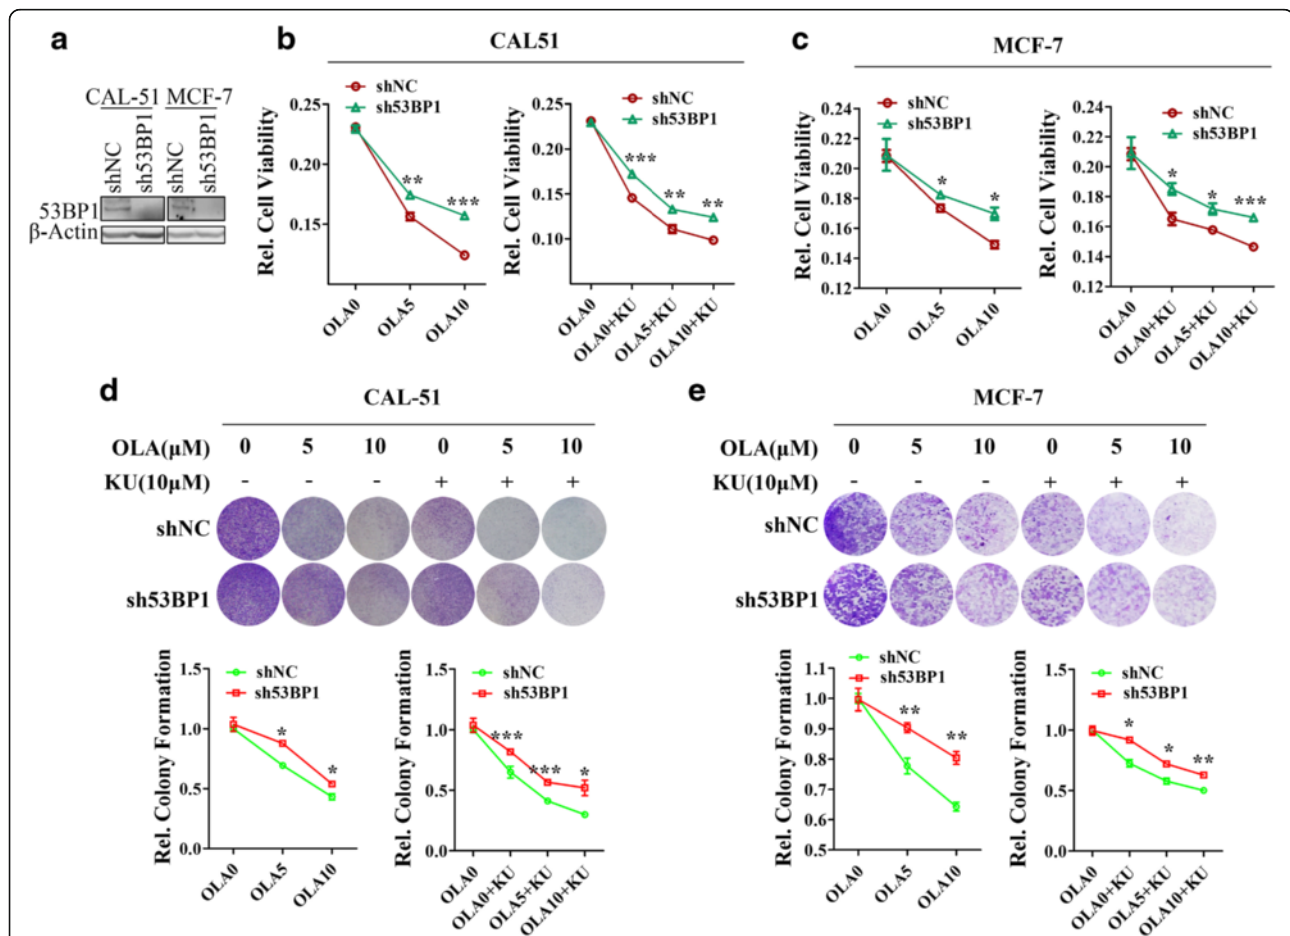 a
CAL-51 MCF-7
shNC
sh53BP1
shNC
sh53BP1
53BP1
β-Actin
b
CAL51
Rel. Cell Viability
0.30
0.25
0.20
0.15
shNC
sh53BP1
**
***
OLA0
OLA5
OLA10
Rel. Cell Viability
0.25
0.20
0.15
0.10
shNC
sh53BP1
***
**
**
OLA0
OLA0+KU
OLA5+KU
OLA10+KU
c
MCF-7
Rel. Cell Viability
0.24
0.22
0.20
0.18
0.16
0.14
0.12
shNC
sh53BP1
*
*
OLA0
OLA5
OLA10
Rel. Cell Viability
0.24
0.22
0.20
0.18
0.16
0.14
0.12
shNC
sh53BP1
*
*
***
OLA0
OLA0+KU
OLA5+KU
OLA10+KU
d
CAL-51
OLA(μM) 0 5 10 0 5 10
KU(10μM) - - - + + +
shNC
sh53BP1
Rel. Colony Formation
1.5
1.0
0.5
0.0
shNC
sh53BP1
*
*
OLA0
OLA5
OLA10
Rel. Colony Formation
1.5
1.0
0.5
0.0
shNC
sh53BP1
***
***
*
OLA0
OLA0+KU
OLA5+KU
OLA10+KU
e
MCF-7
OLA(μM) 0 5 10 0 5 10
KU(10μM) - - - + + +
shNC
sh53BP1
Rel. Colony Formation
1.1
1.0
0.9
0.8
0.7
0.6
0.5
shNC
sh53BP1
**
**
OLA0
OLA5
OLA10
Rel. Colony Formation
1.5
1.0
0.5
0.0
shNC
sh53BP1
*
*
**
OLA0
OLA0+KU
OLA5+KU
OLA10+KU